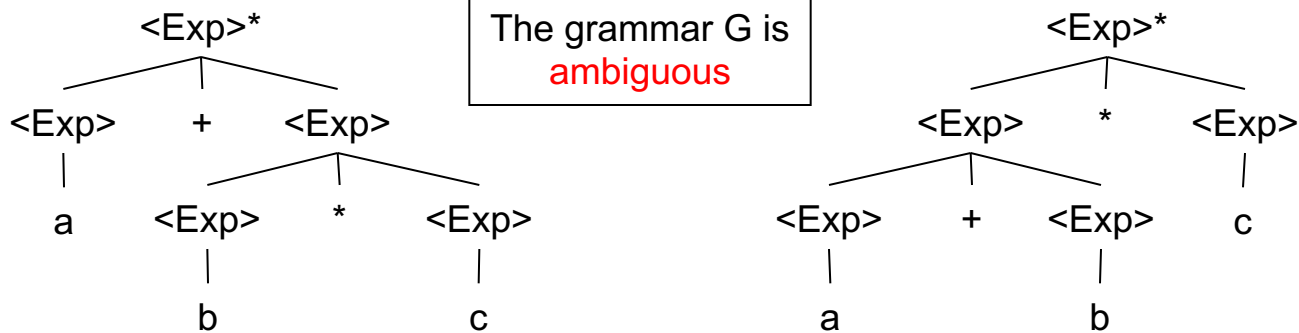 <Exp>*
The grammar G is
ambiguous
<Exp>*
<Exp> + <Exp>
<Exp> * <Exp>
a <Exp> * <Exp>
<Exp> + <Exp> c
b c
a b